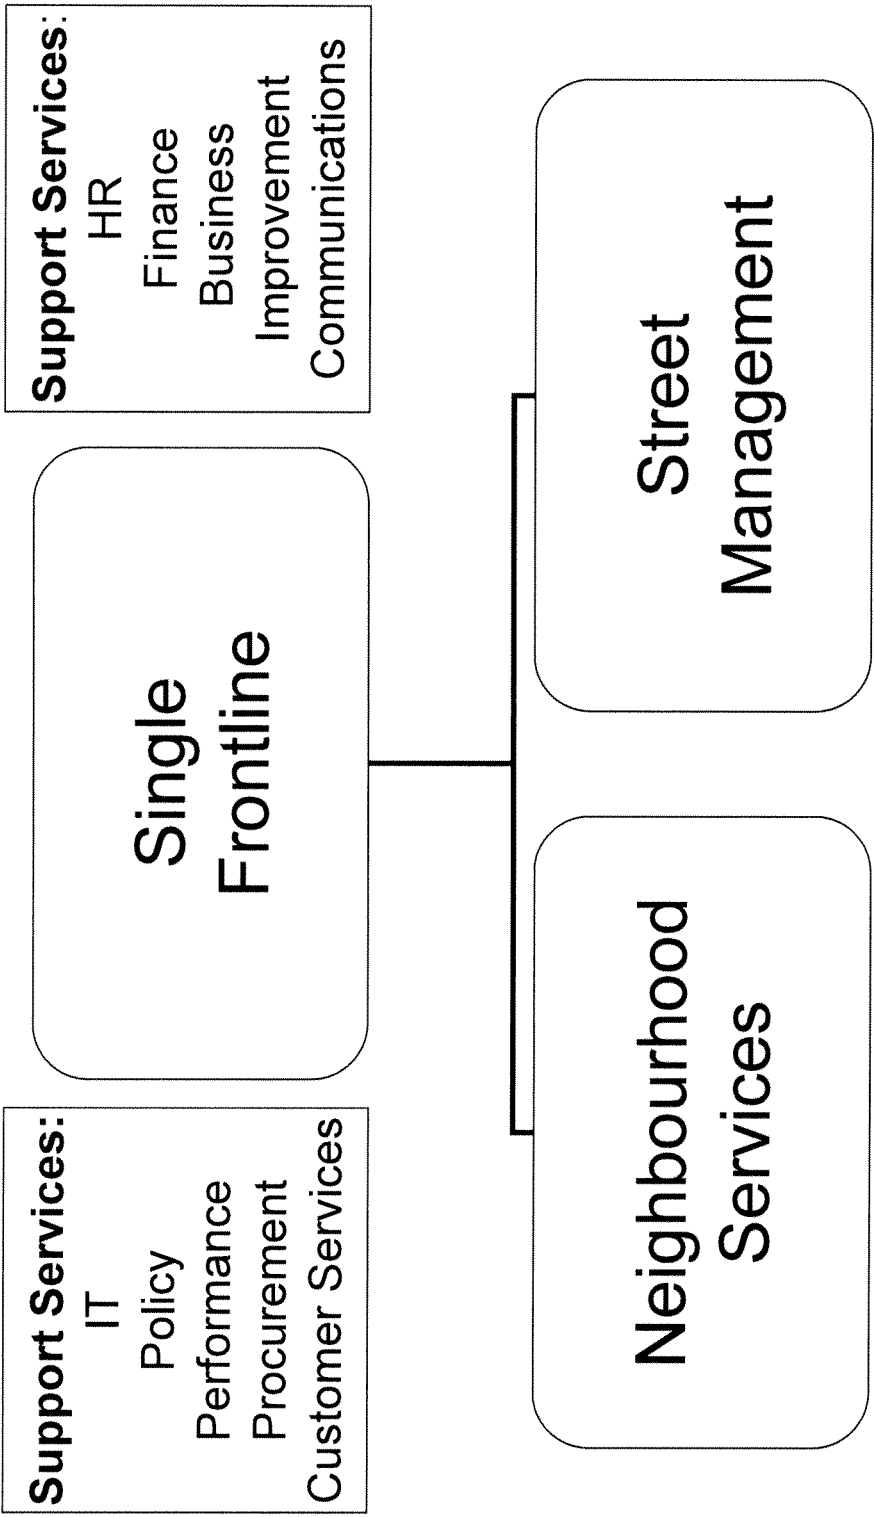 Support Services:
IT
Policy
Performance
Procurement
Customer Services
Single
Frontline
Support Services:
HR
Finance
Business
Improvement
Communications
Neighbourhood
Services
Street
Management